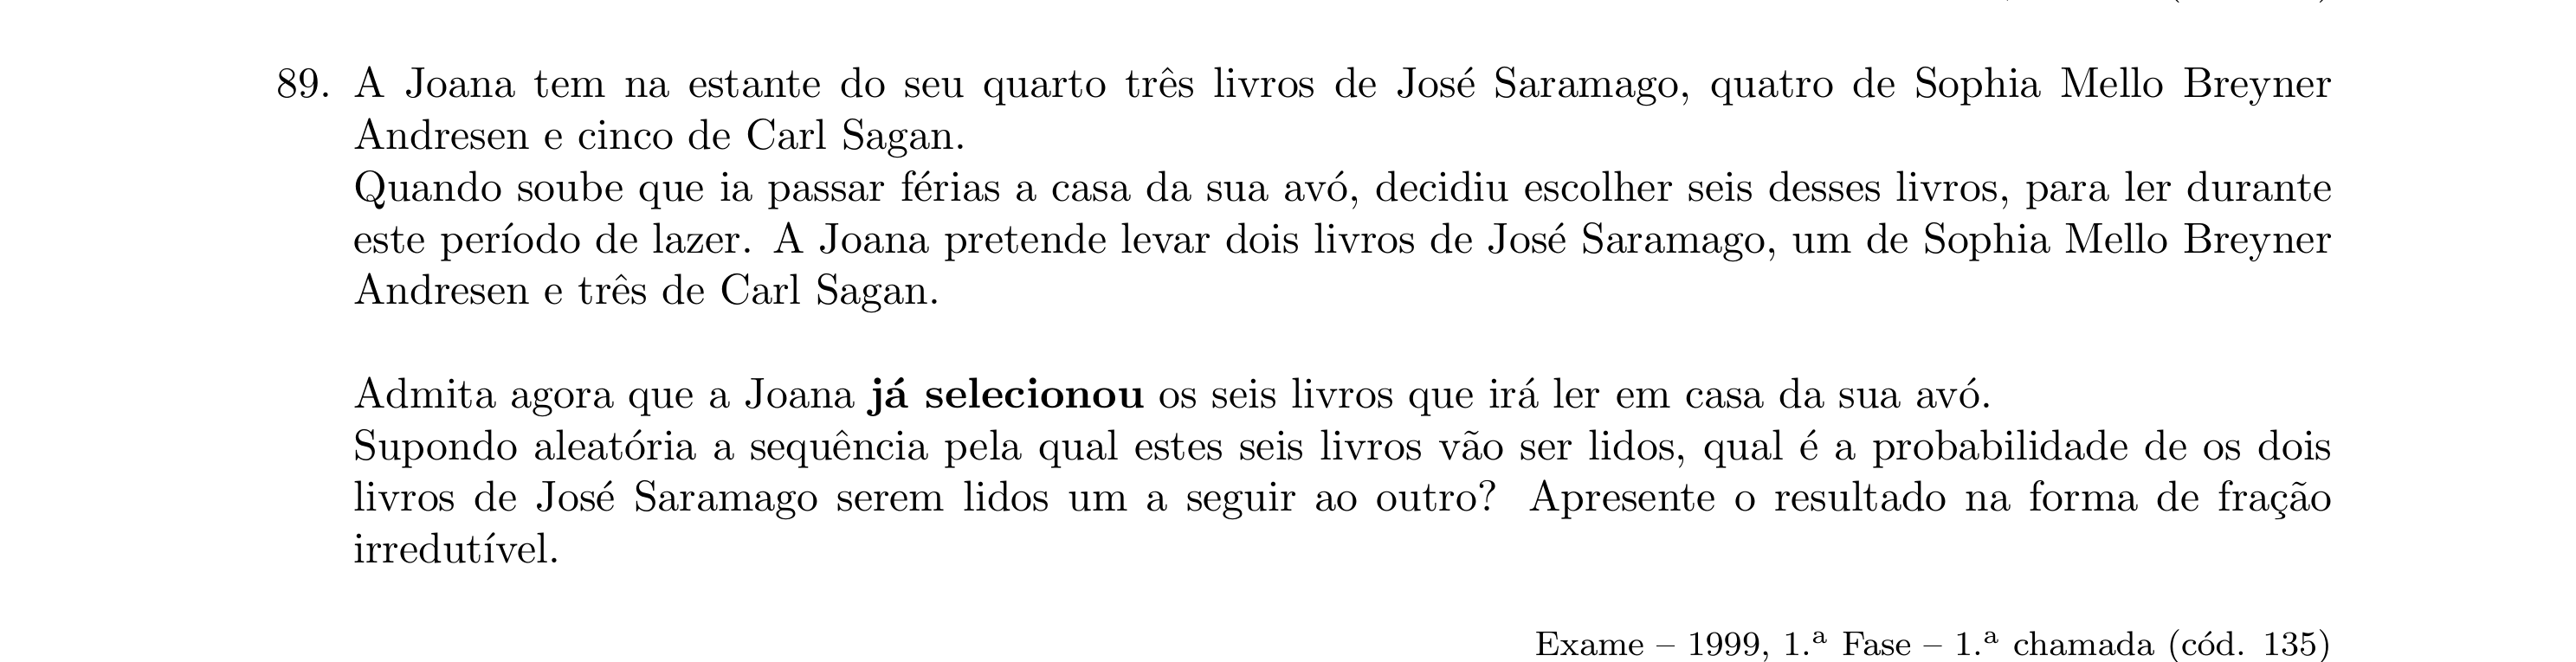 89. A Joana tem na estante do seu quarto três livros de José Saramago, quatro de Sophia Mello Breyner
Andresen e cinco de Carl Sagan.
Quando soube que ia passar férias a casa da sua avó, decidiu escolher seis desses livros, para ler durante
este período de lazer. A Joana pretende levar dois livros de José Saramago, um de Sophia Mello Breyner
Andresen e três de Carl Sagan.
Admita agora que a Joana já selecionou os seis livros que irá ler em casa da sua avó.
Supondo aleatória a sequência pela qual estes seis livros vão ser lidos, qual é a probabilidade de os dois
livros de José Saramago serem lidos um a seguir ao outro? Apresente o resultado na forma de fração
irredutível.
Exame – 1999, 1.ª Fase – 1.ª chamada (cód. 135)